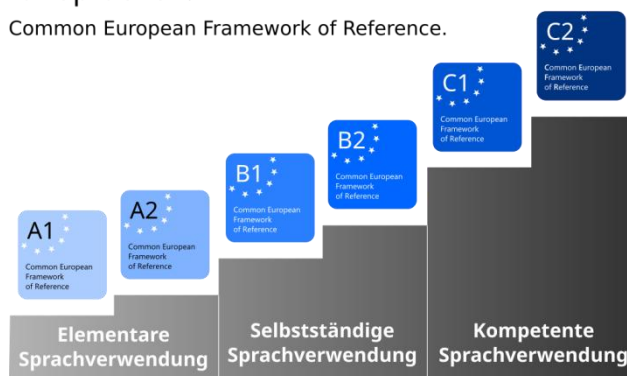 Common European Framework of Reference.
C2
Common European
Framework
of Reference
C1
Common European
Framework
of Reference
B2
Common European
Framework
of Reference
B1
Common European
Framework
of Reference
A2
Common European
Framework
of Reference
A1
Common European
Framework
of Reference
Elementare
Sprachverwendung
Selbstständige
Sprachverwendung
Kompetente
Sprachverwendung